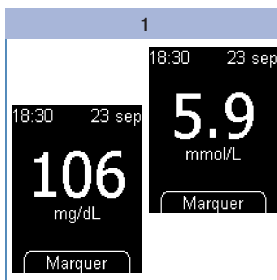 1
18:30 23 sep
106
mg/dL
Marquer
18:30 23 sep
5.9
mmol/L
Marquer